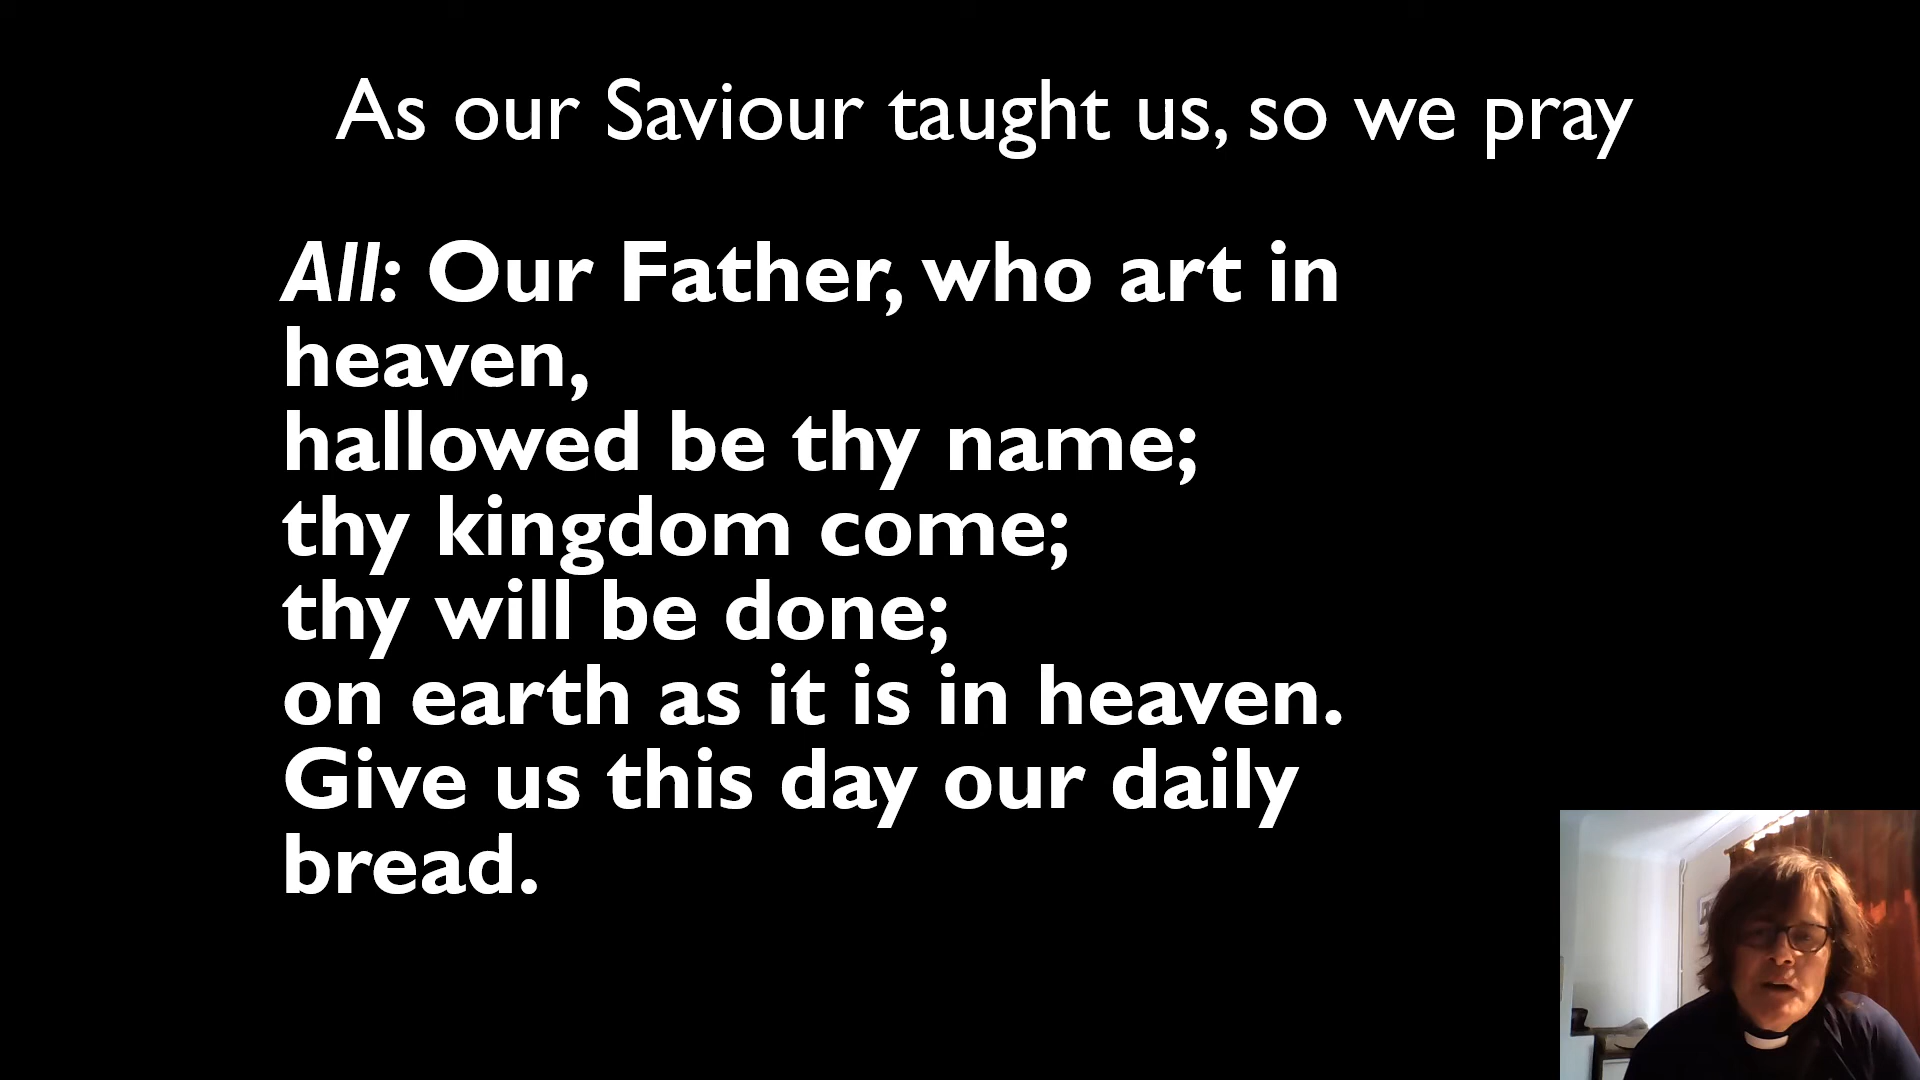 As our Saviour taught us, so we pray
All: Our Father, who art in
heaven,
hallowed be thy name;
thy kingdom come;
thy will be done;
on earth as it is in heaven.
Give us this day our daily
bread.